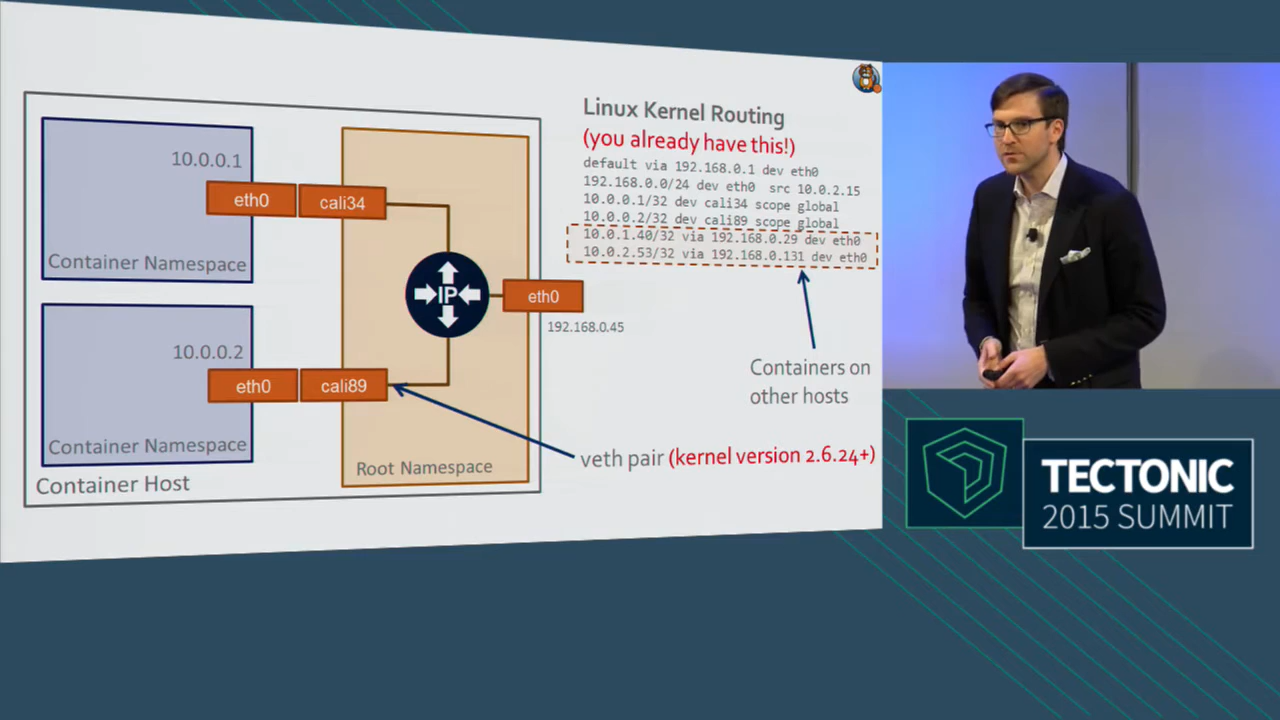 Linux Kernel Routing
(you already have this!)
default via 192.168.0.1 dev eth0
192.168.0.0/24 dev eth0  src 10.0.2.15
10.0.0.1/32 dev cali34 scope global
10.0.0.2/32 dev cali89 scope global
10.0.1.40/32 via 192.168.0.29 dev eth0
10.0.2.53/32 via 192.168.0.131 dev eth0
10.0.0.1
eth0
cali34
Container Namespace
IP
eth0
192.168.0.45
10.0.0.2
eth0
cali89
Container Namespace
Root Namespace
Container Host
Containers on
other hosts
veth pair (kernel version 2.6.24+)
TECTONIC
2015 SUMMIT